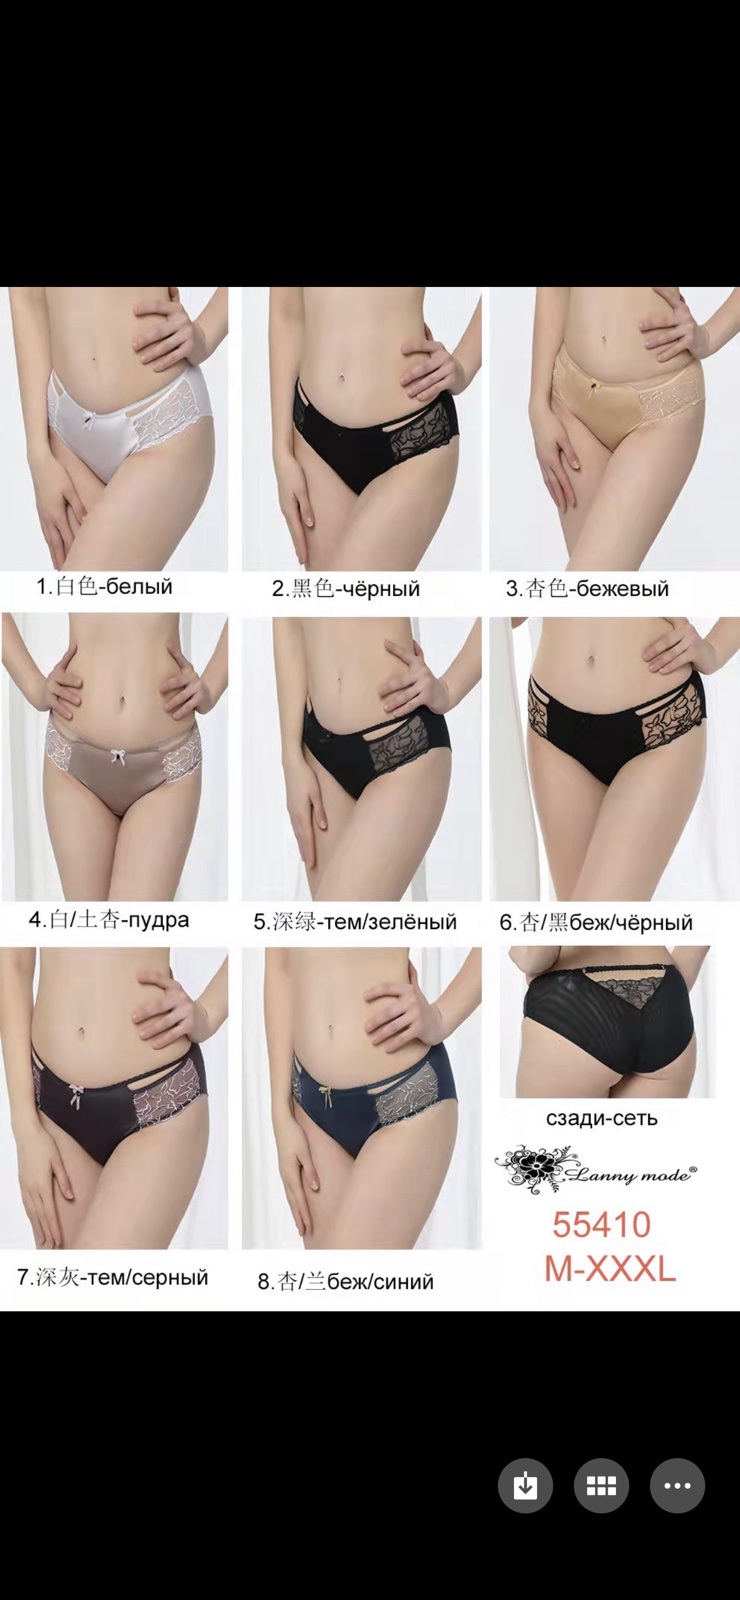 1.白色-белый
2.黑色-чёрный
3.杏色-бежевый
4.白/土杏-пудра
5.深绿-тем/зелёный
6.杏/黑беж/чёрный
сзади-сеть
Lanny mode®
55410
M-XXXL
7.深灰-тем/серный
8.杏/兰беж/синий